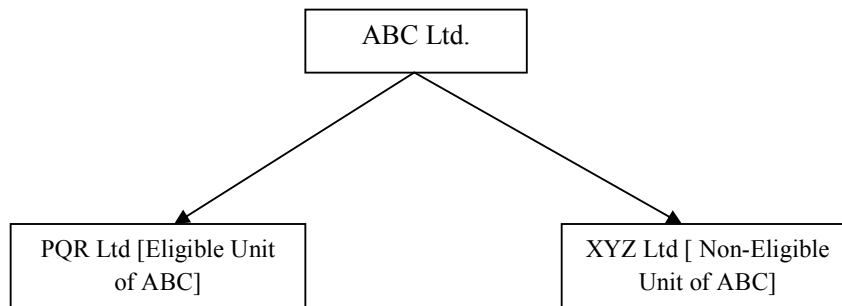 ABC Ltd.
PQR Ltd [Eligible Unit
of ABC]
XYZ Ltd [ Non-Eligible
Unit of ABC]